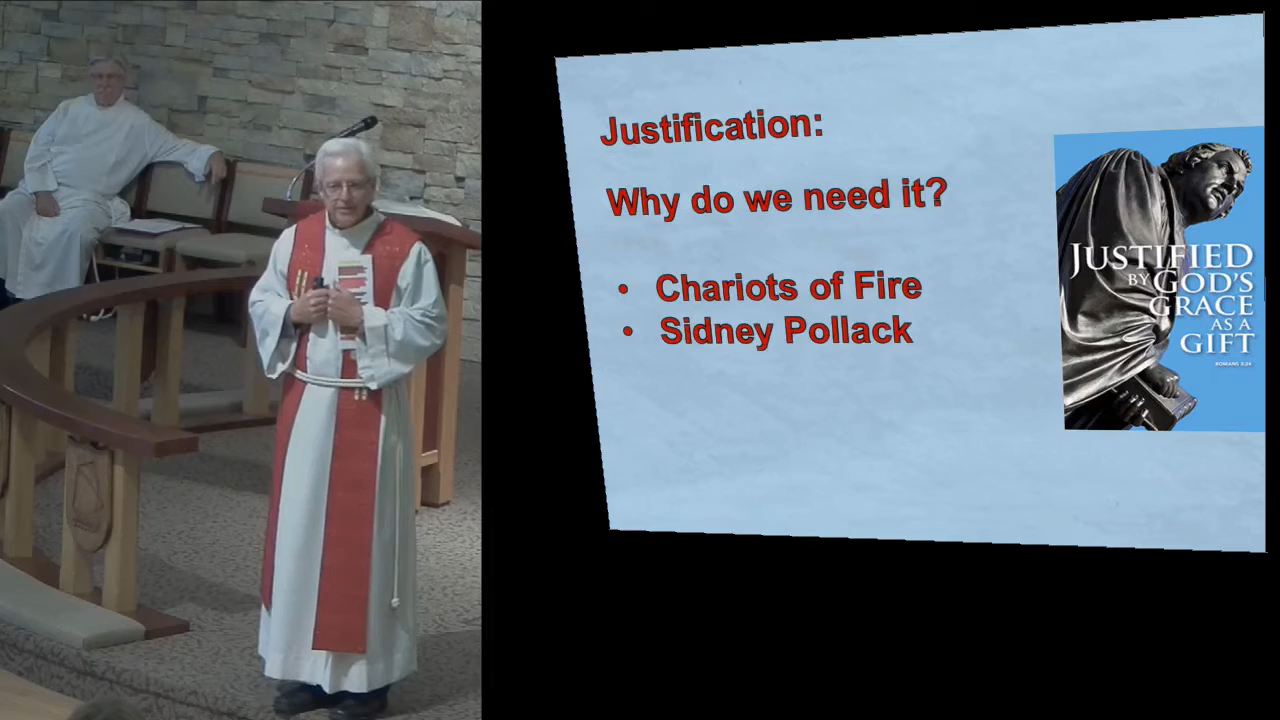 Justification:
Why do we need it?
• Chariots of Fire
• Sidney Pollack
JUSTIFIED
BY GOD'S
GRACE
AS A
GIFT
ROMANS 3:24